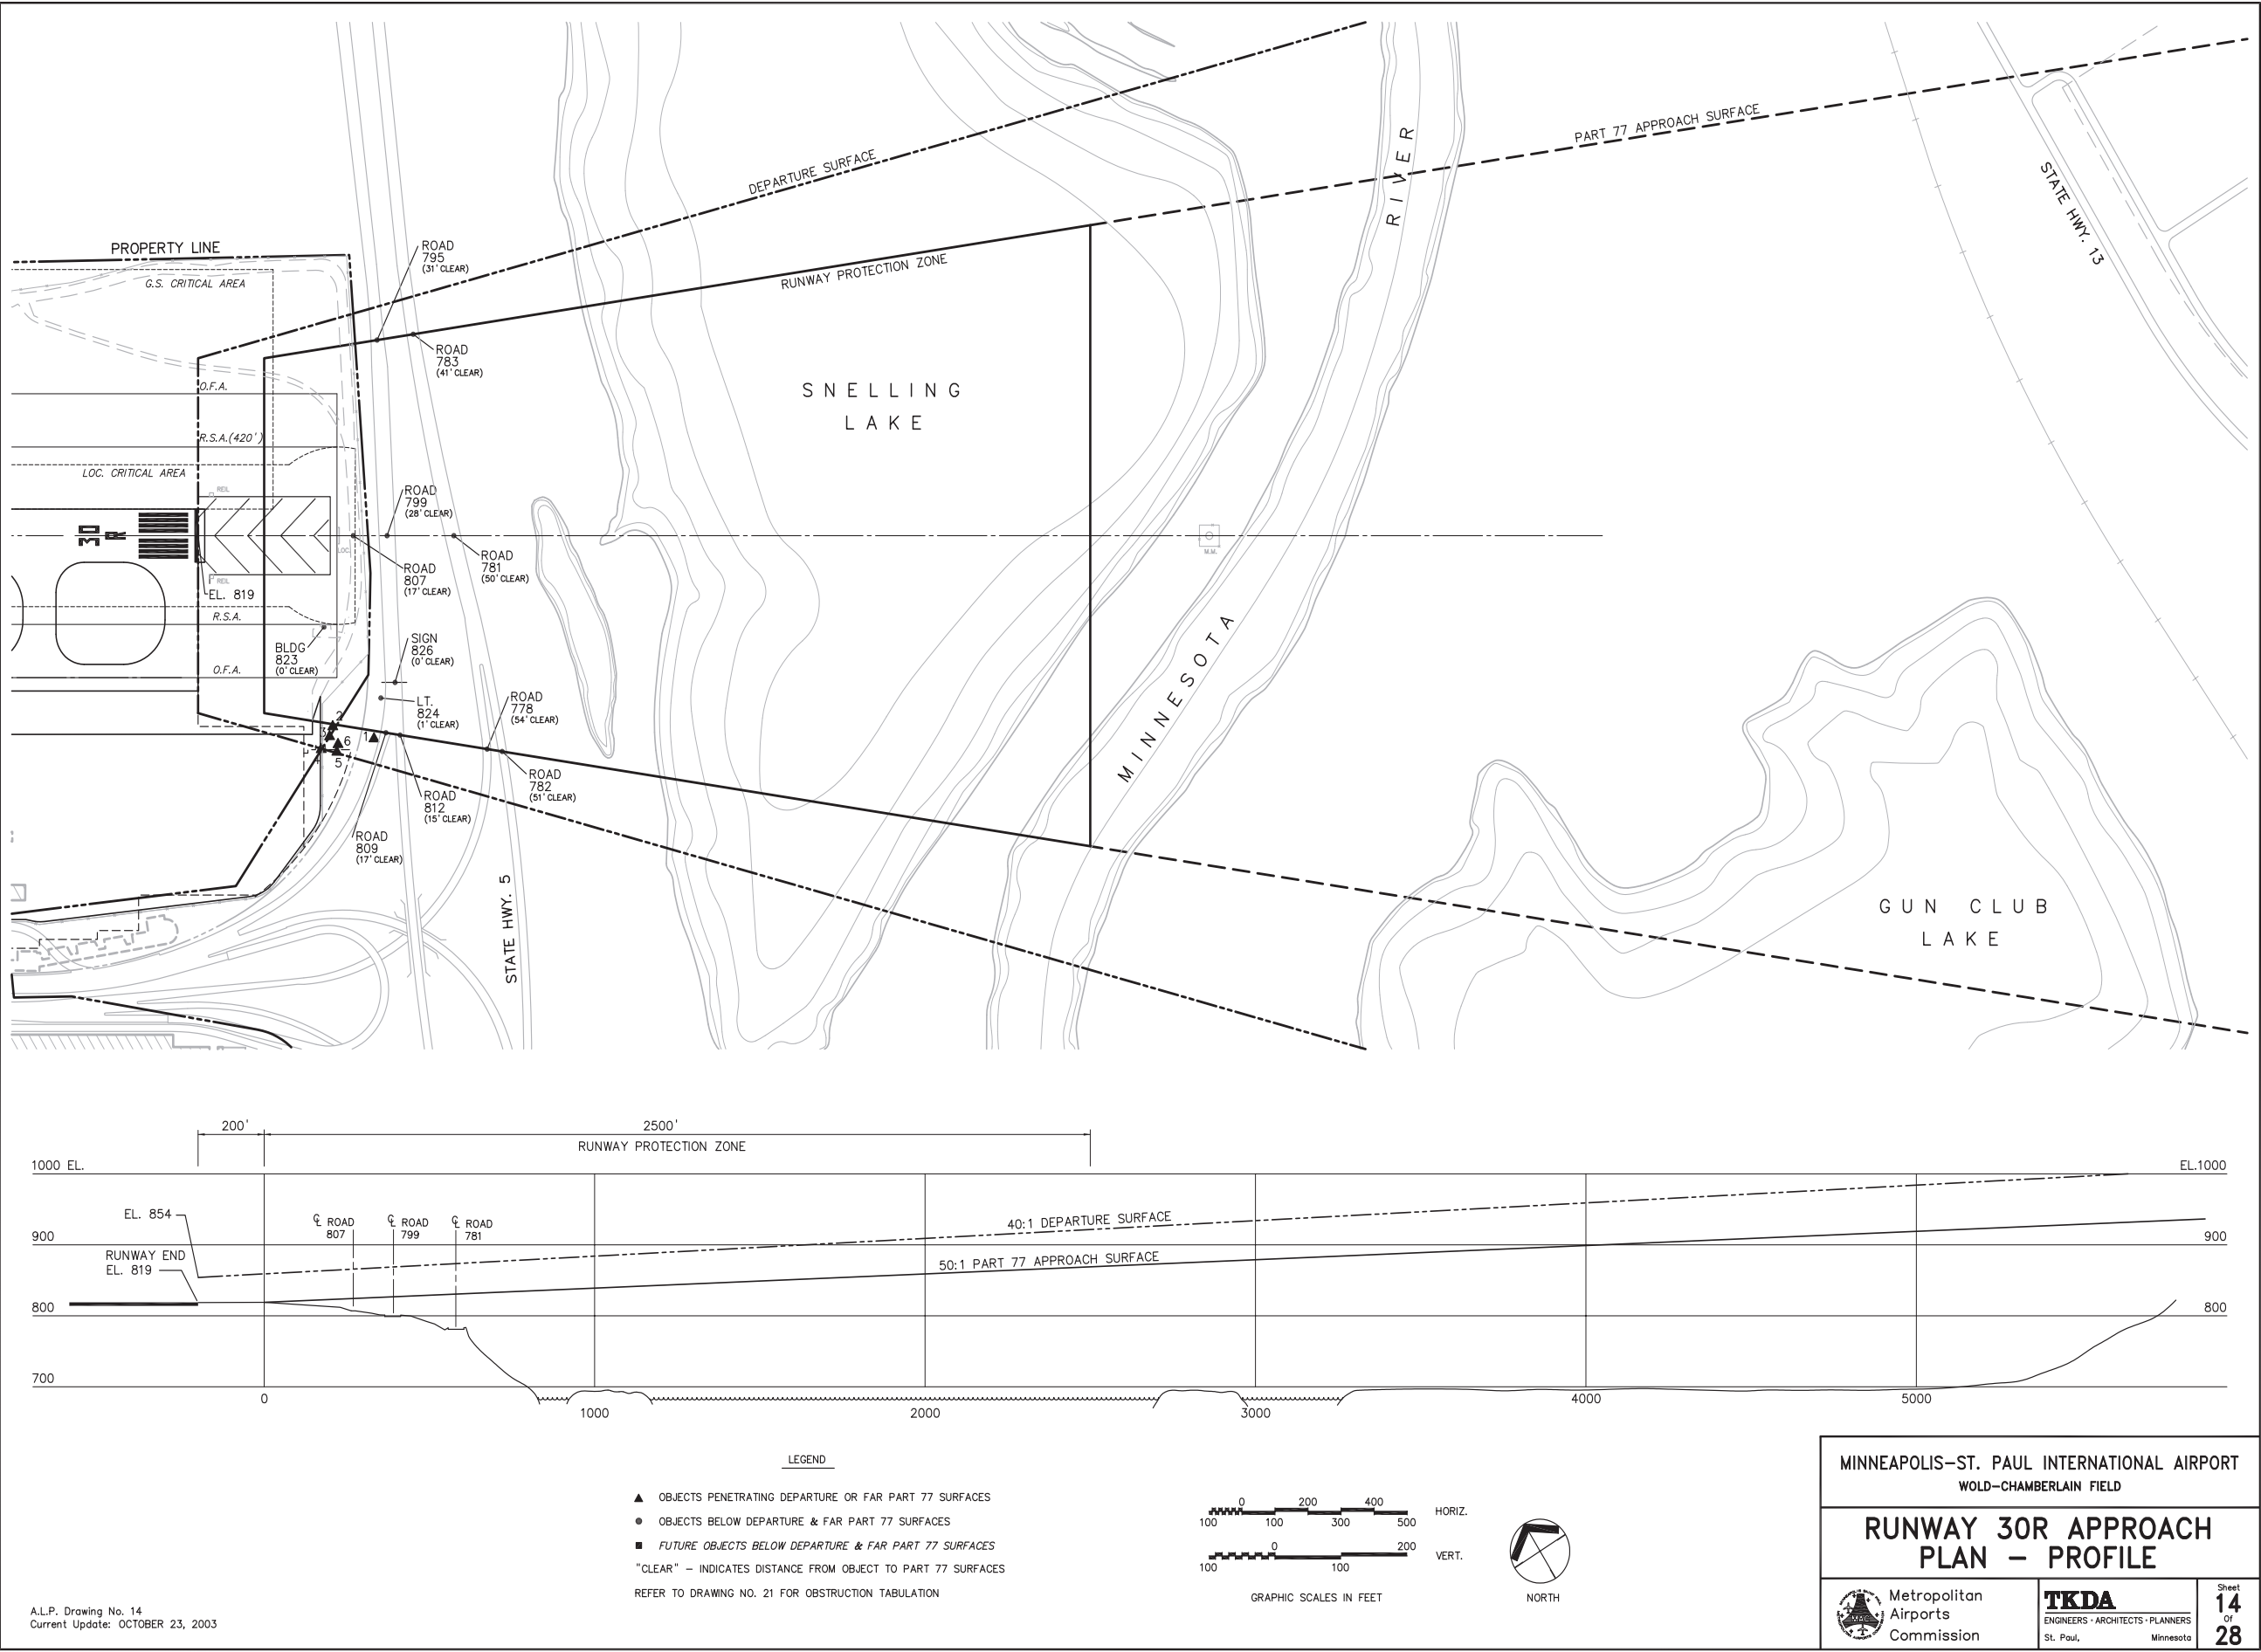 DEPARTURE SURFACE
PART 77 APPROACH SURFACE
RIVER
STATE HWY. 13
PROPERTY LINE
G.S. CRITICAL AREA
ROAD
795
(31' CLEAR)
RUNWAY PROTECTION ZONE
ROAD
783
(41' CLEAR)
O.F.A.
SNELLING
LAKE
R.S.A.(420')
LOC. CRITICAL AREA
REIL
30
R
ROAD
799
(28' CLEAR)
LOC.
ROAD
781
(50' CLEAR)
M.M.
ROAD
807
(17' CLEAR)
REIL
EL. 819
R.S.A.
BLDG
823
(0' CLEAR)
SIGN
826
(0' CLEAR)
O.F.A.
LT.
824
(1' CLEAR)
ROAD
778
(54' CLEAR)
MINNESOTA
2
3
1
6
4
5
ROAD
782
(51' CLEAR)
ROAD
812
(15' CLEAR)
ROAD
809
(17' CLEAR)
STATE HWY. 5
GUN CLUB
LAKE
200'
2500'
RUNWAY PROTECTION ZONE
1000 EL.
EL.1000
EL. 854
℄ ROAD
807
℄ ROAD
799
℄ ROAD
781
40:1 DEPARTURE SURFACE
900
900
RUNWAY END
EL. 819
50:1 PART 77 APPROACH SURFACE
800
800
700
0
1000
2000
3000
4000
5000
LEGEND
▲ OBJECTS PENETRATING DEPARTURE OR FAR PART 77 SURFACES
● OBJECTS BELOW DEPARTURE & FAR PART 77 SURFACES
■ FUTURE OBJECTS BELOW DEPARTURE & FAR PART 77 SURFACES
"CLEAR" – INDICATES DISTANCE FROM OBJECT TO PART 77 SURFACES
REFER TO DRAWING NO. 21 FOR OBSTRUCTION TABULATION
0 200 400
HORIZ.
100 100 300 500
0 200
VERT.
100 100
GRAPHIC SCALES IN FEET
NORTH
MINNEAPOLIS–ST. PAUL INTERNATIONAL AIRPORT
WOLD–CHAMBERLAIN FIELD
RUNWAY 30R APPROACH
PLAN – PROFILE
Metropolitan
Airports
Commission
TKDA
ENGINEERS · ARCHITECTS · PLANNERS
St. Paul, Minnesota
Sheet
14
Of
28
A.L.P. Drawing No. 14
Current Update: OCTOBER 23, 2003